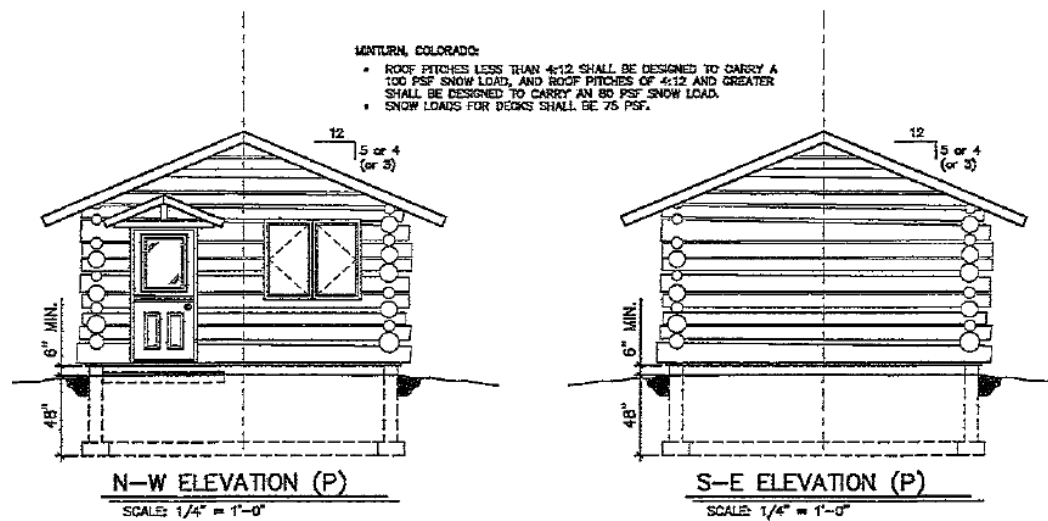 MINTURN, COLORADO:
• ROOF PITCHES LESS THAN 4:12 SHALL BE DESIGNED TO CARRY A
100 PSF SNOW LOAD, AND ROOF PITCHES OF 4:12 AND GREATER
SHALL BE DESIGNED TO CARRY AN 80 PSF SNOW LOAD.
• SNOW LOADS FOR DECKS SHALL BE 75 PSF.
12
5 or 4
(or 3)
12
5 or 4
(or 3)
6" MIN.
48"
6" MIN.
48"
N-W ELEVATION (P)
SCALE: 1/4" = 1'-0"
S-E ELEVATION (P)
SCALE: 1/4" = 1'-0"